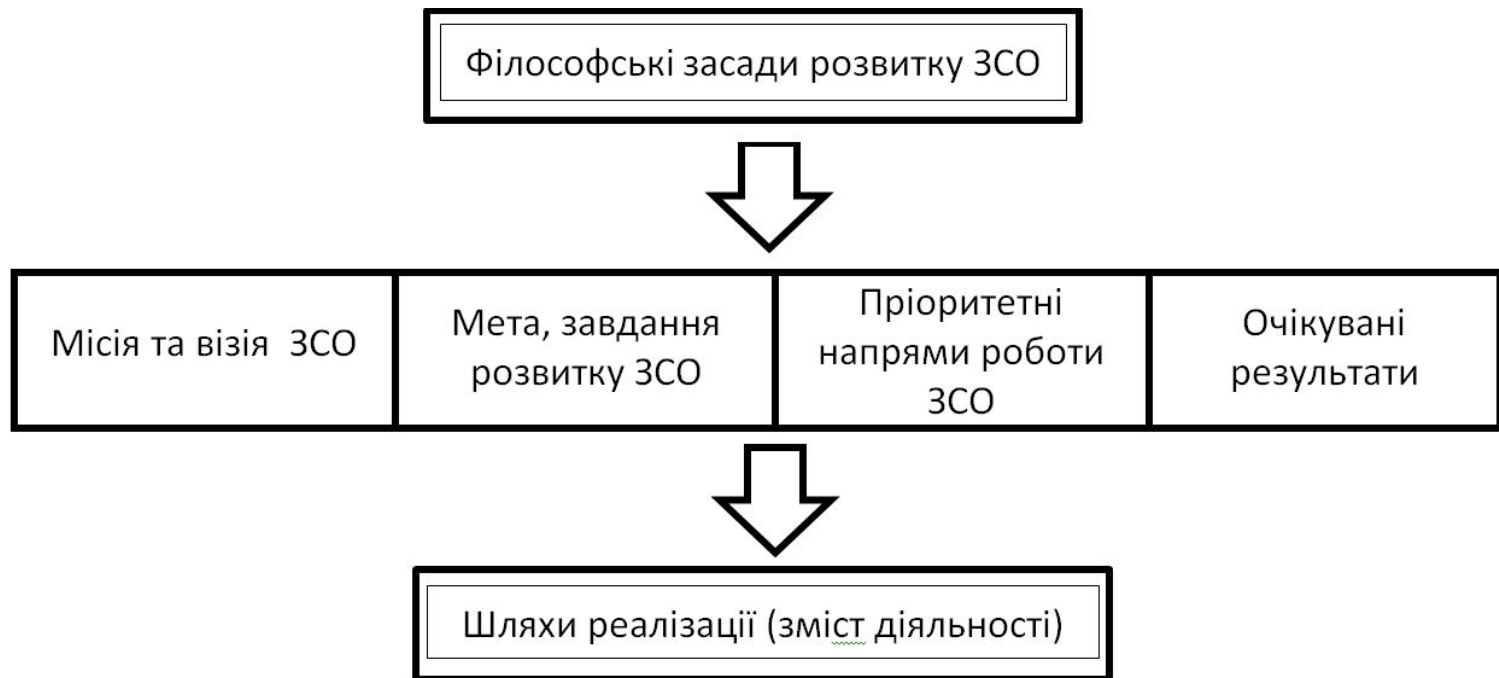 Філософські засади розвитку ЗСО
Місія та візія ЗСО
Мета, завдання
розвитку ЗСО
Пріоритетні
напрями роботи
ЗСО
Очікувані
результати
Шляхи реалізації (зміст діяльності)